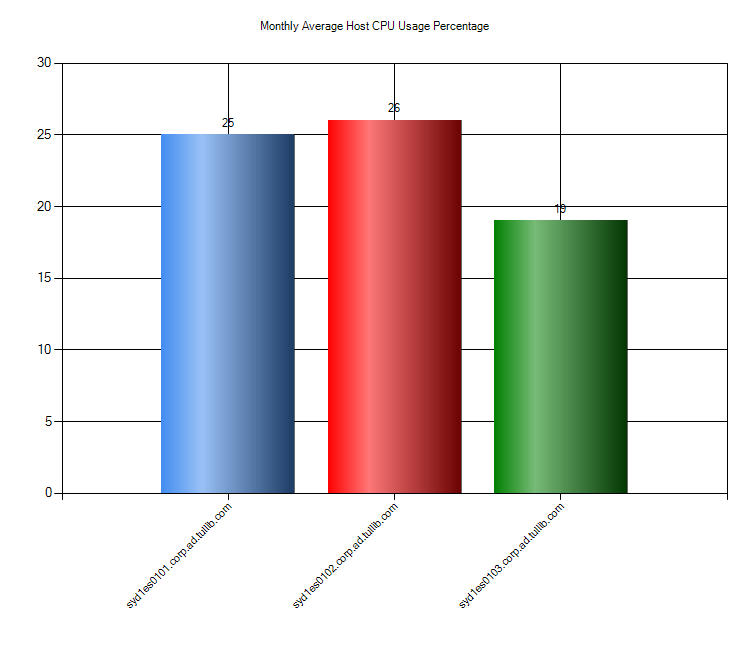 Monthly Average Host CPU Usage Percentage
30
25
20
15
10
5
0
25
26
19
syd1es0101.corp.ad.tullib.com
syd1es0102.corp.ad.tullib.com
syd1es0103.corp.ad.tullib.com